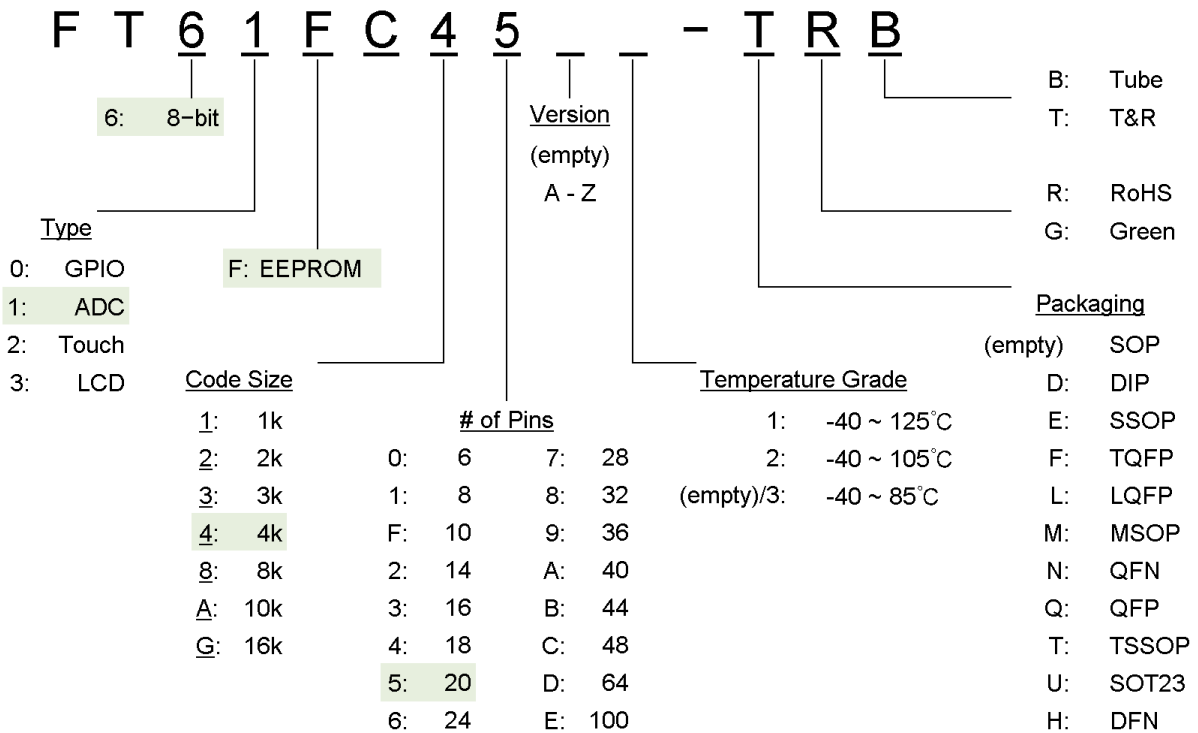 F T 6 1 F C 4 5 _ _ - T R B
6: 8-bit
Type
0: GPIO
1: ADC
2: Touch
3: LCD
F: EEPROM
Code Size
1: 1k
2: 2k
3: 3k
4: 4k
8: 8k
A: 10k
G: 16k
# of Pins
0: 6 7: 28
1: 8 8: 32
F: 10 9: 36
2: 14 A: 40
3: 16 B: 44
4: 18 C: 48
5: 20 D: 64
6: 24 E: 100
Version
(empty)
A - Z
Temperature Grade
1: -40 ~ 125℃
2: -40 ~ 105℃
(empty)/3: -40 ~ 85℃
B: Tube
T: T&R
R: RoHS
G: Green
Packaging
(empty) SOP
D: DIP
E: SSOP
F: TQFP
L: LQFP
M: MSOP
N: QFN
Q: QFP
T: TSSOP
U: SOT23
H: DFN